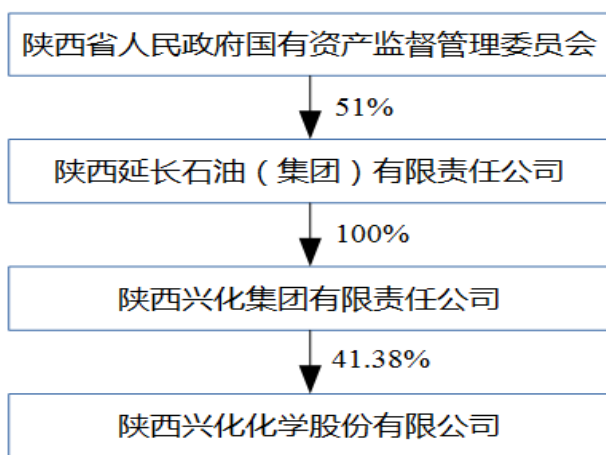 陕西省人民政府国有资产监督管理委员会
51%
陕西延长石油（集团）有限责任公司
100%
陕西兴化集团有限责任公司
41.38%
陕西兴化化学股份有限公司